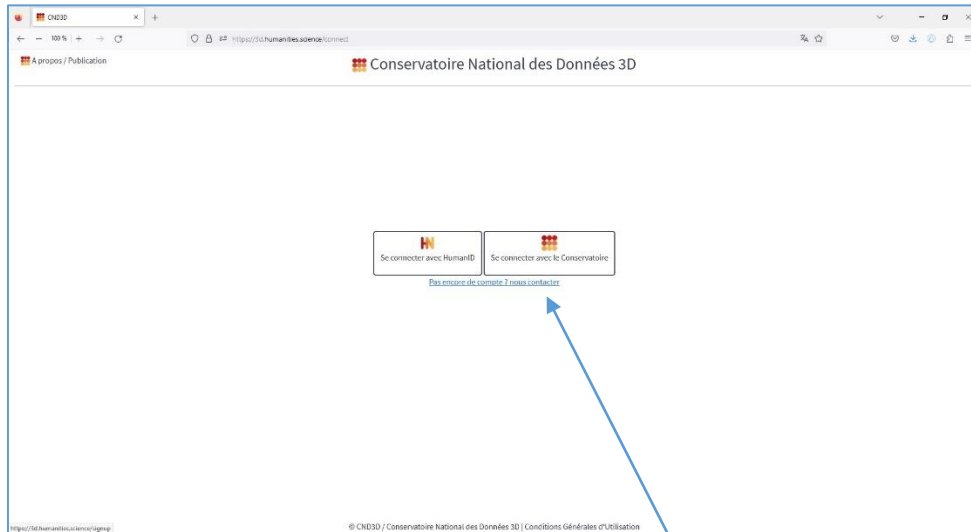 CND3D
100 %
https://3d.humanities.science/connect
A propos / Publication
Conservatoire National des Données 3D
HN
Se connecter avec HumanID
Se connecter avec le Conservatoire
Pas encore de compte ? nous contacter
https://3d.humanities.science/signup
© CND3D / Conservatoire National des Données 3D | Conditions Générales d'Utilisation